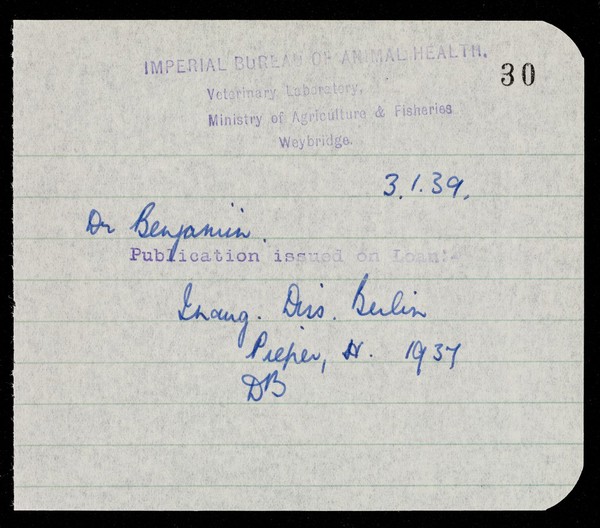 IMPERIAL BUREAU OF ANIMAL HEALTH.
30
Veterinary Laboratory,
Ministry of Agriculture & Fisheries
Weybridge.
3.1.39.
Dr Benjamin.
Publication issued on Loan:-
Inaug. Diss. Berlin
Pieper, H. 1937
DB